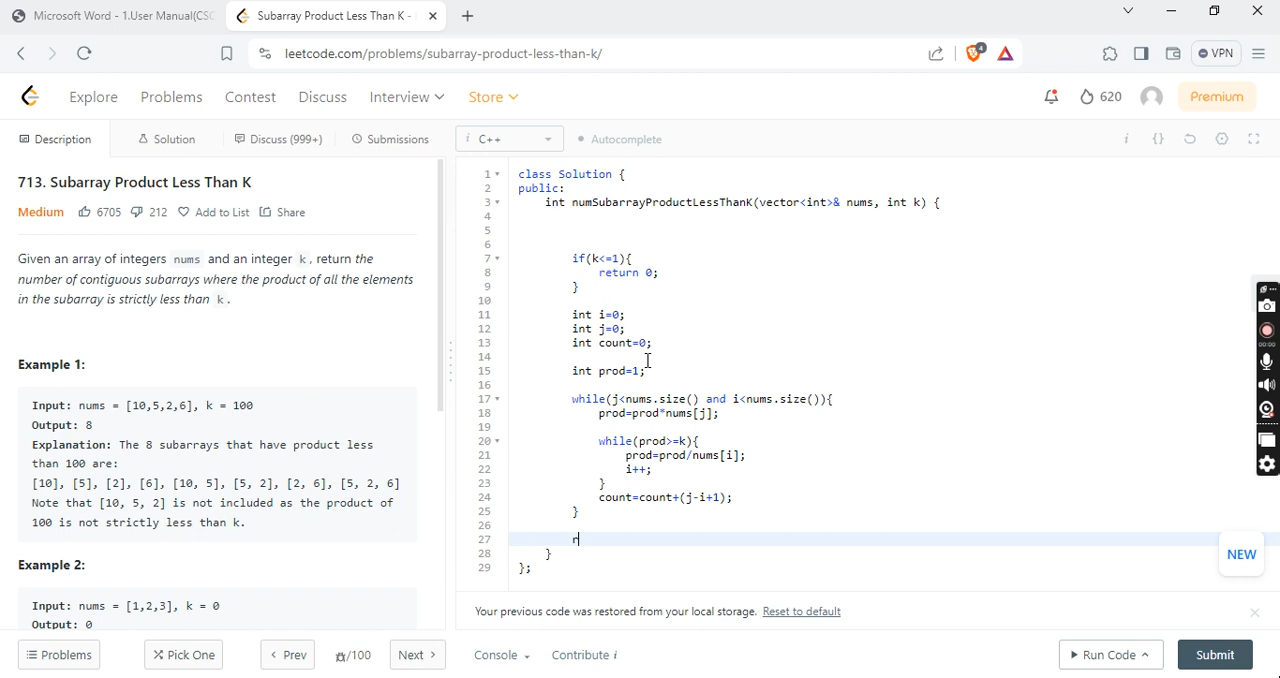 Microsoft Word - 1.User Manual(CSC
Subarray Product Less Than K -
leetcode.com/problems/subarray-product-less-than-k/
4
VPN
Explore Problems Contest Discuss Interview Store
620
Premium
Description Solution Discuss (999+) Submissions
i C++ Autocomplete
713. Subarray Product Less Than K
Medium 6705 212 Add to List Share
Given an array of integers nums and an integer k, return the
number of contiguous subarrays where the product of all the elements
in the subarray is strictly less than k.
Example 1:
Input: nums = [10,5,2,6], k = 100
Output: 8
Explanation: The 8 subarrays that have product less
than 100 are:
[10], [5], [2], [6], [10, 5], [5, 2], [2, 6], [5, 2, 6]
Note that [10, 5, 2] is not included as the product of
100 is not strictly less than k.
Example 2:
Input: nums = [1,2,3], k = 0
Output: 0
1 class Solution {
2 public:
3 int numSubarrayProductLessThanK(vector<int>& nums, int k) {
4
5
6
7 if(k<=1){
8 return 0;
9 }
10
11 int i=0;
12 int j=0;
13 int count=0;
14
15 int prod=1;
16
17 while(j<nums.size() and i<nums.size()){
18 prod=prod*nums[j];
19
20 while(prod>=k){
21 prod=prod/nums[i];
22 i++;
23 }
24 count=count+(j-i+1);
25 }
26
27 r
28 }
29 };
00:00
NEW
Your previous code was restored from your local storage. Reset to default
Problems Pick One Prev /100 Next
Console Contribute i
Run Code Submit